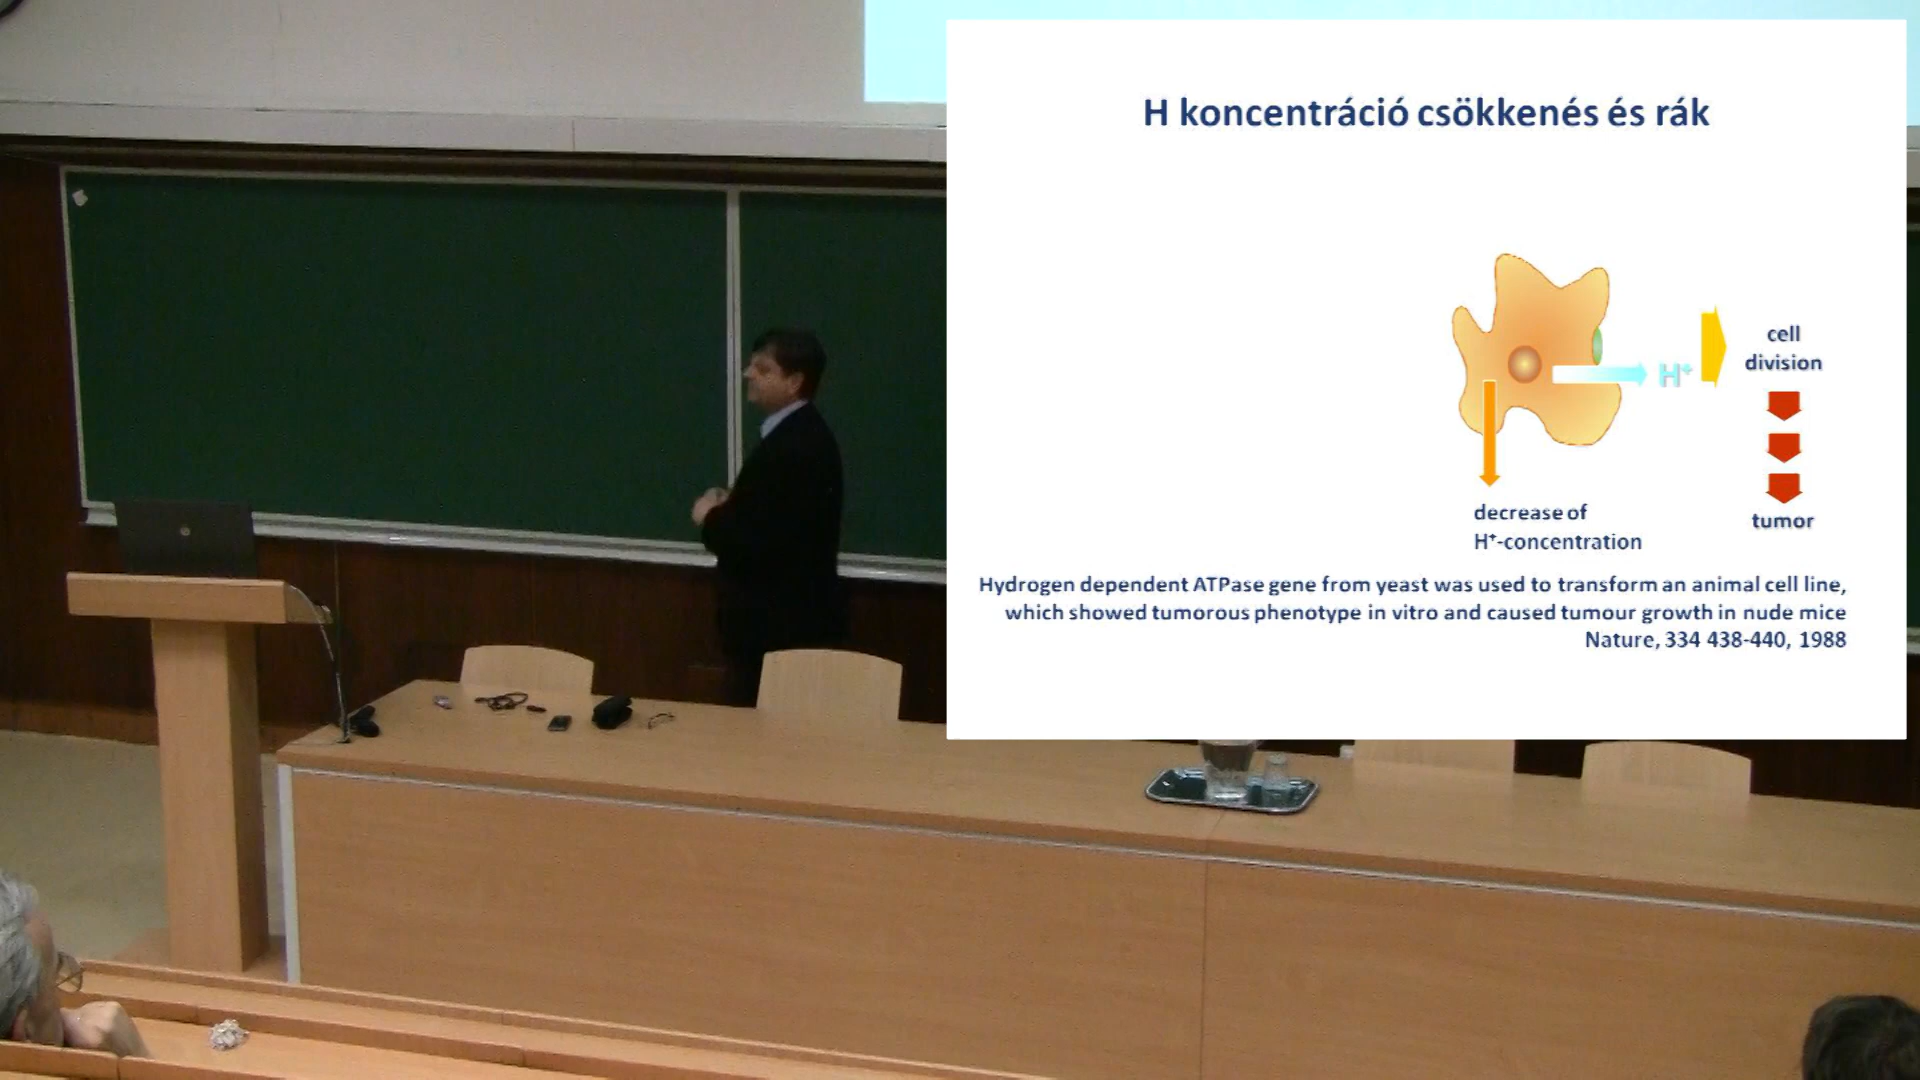 H koncentráció csökkenés és rák
H⁺
cell
division
tumor
decrease of
H⁺-concentration
Hydrogen dependent ATPase gene from yeast was used to transform an animal cell line,
which showed tumorous phenotype in vitro and caused tumour growth in nude mice
Nature, 334 438-440, 1988